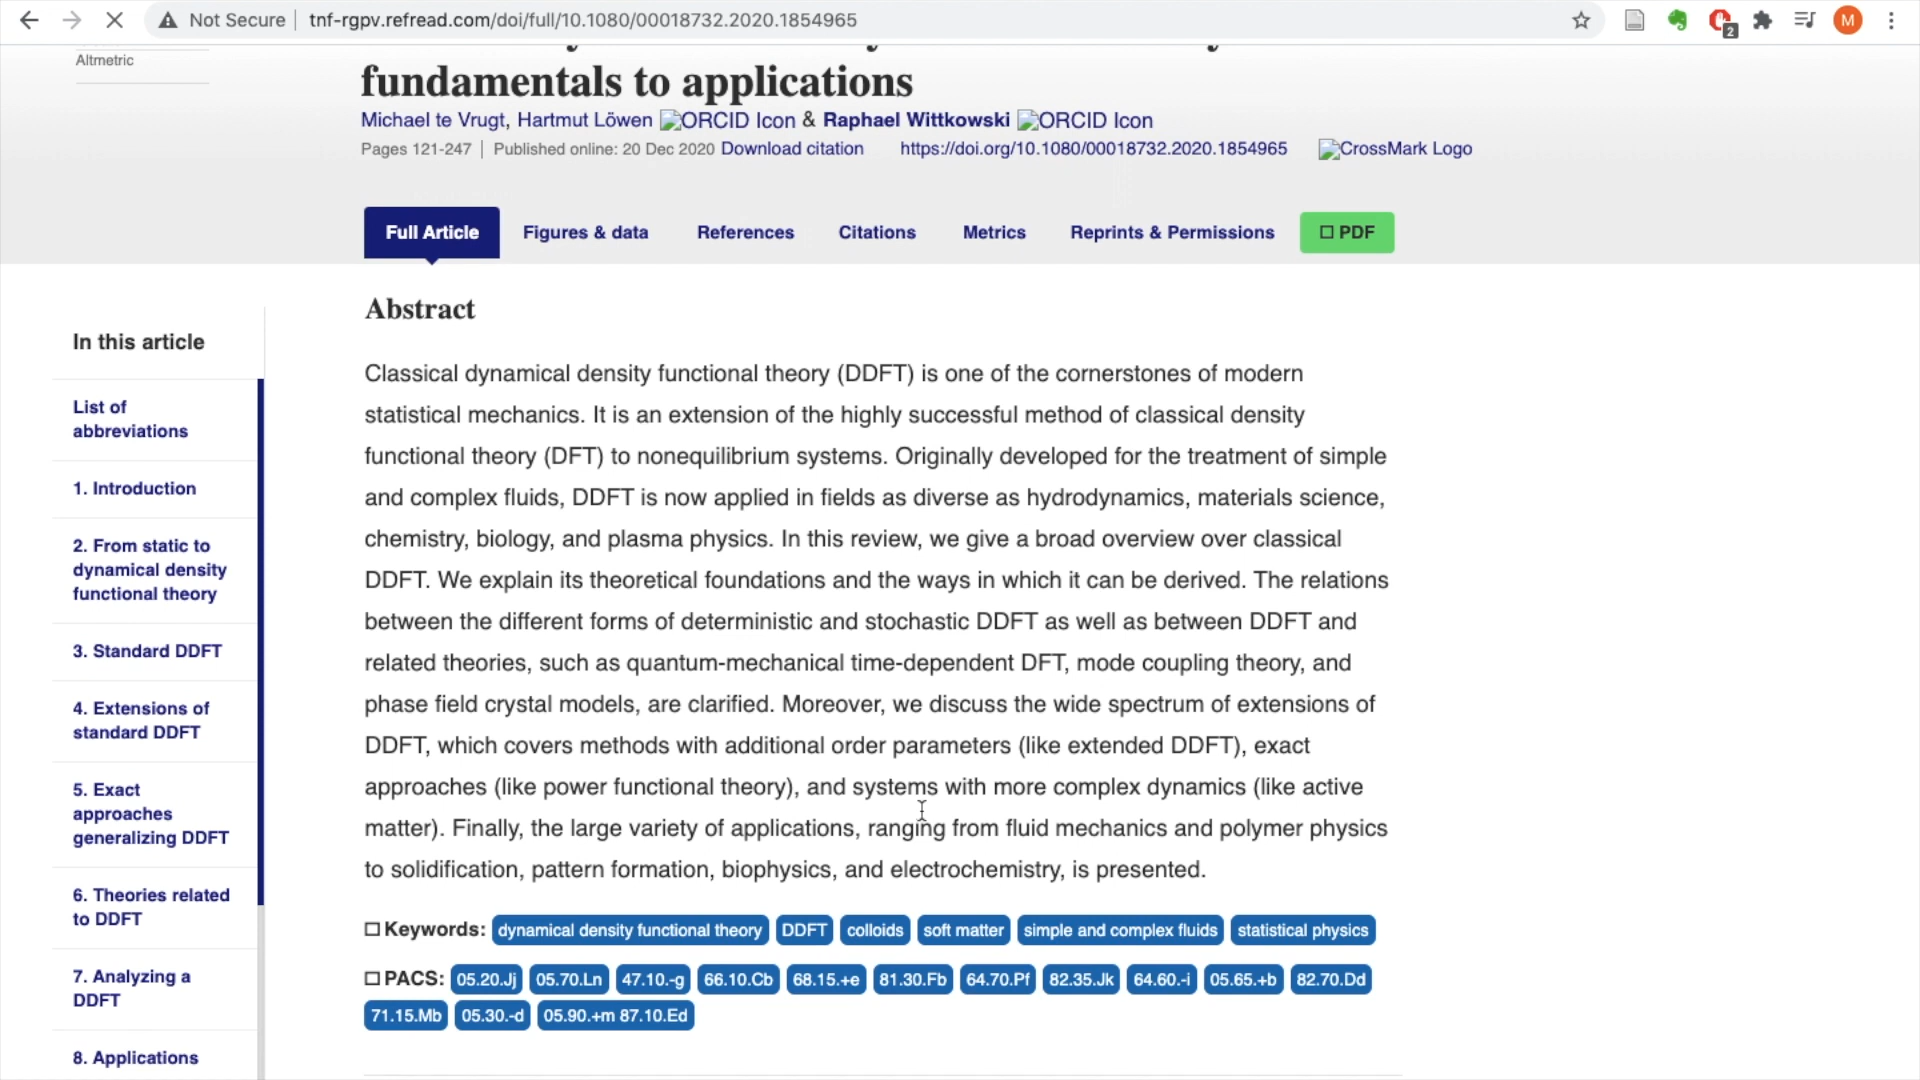 Not Secure
tnf-rgpv.refread.com/doi/full/10.1080/00018732.2020.1854965
2
M
Altmetric
fundamentals to applications
Michael te Vrugt, Hartmut Löwen ORCID Icon & Raphael Wittkowski ORCID Icon
Pages 121-247 | Published online: 20 Dec 2020 Download citation https://doi.org/10.1080/00018732.2020.1854965 CrossMark Logo
Full Article Figures & data References Citations Metrics Reprints & Permissions PDF
Abstract
In this article
Classical dynamical density functional theory (DDFT) is one of the cornerstones of modern
statistical mechanics. It is an extension of the highly successful method of classical density
functional theory (DFT) to nonequilibrium systems. Originally developed for the treatment of simple
and complex fluids, DDFT is now applied in fields as diverse as hydrodynamics, materials science,
chemistry, biology, and plasma physics. In this review, we give a broad overview over classical
DDFT. We explain its theoretical foundations and the ways in which it can be derived. The relations
between the different forms of deterministic and stochastic DDFT as well as between DDFT and
related theories, such as quantum-mechanical time-dependent DFT, mode coupling theory, and
phase field crystal models, are clarified. Moreover, we discuss the wide spectrum of extensions of
DDFT, which covers methods with additional order parameters (like extended DDFT), exact
approaches (like power functional theory), and systems with more complex dynamics (like active
matter). Finally, the large variety of applications, ranging from fluid mechanics and polymer physics
to solidification, pattern formation, biophysics, and electrochemistry, is presented.
Keywords: dynamical density functional theory DDFT colloids soft matter simple and complex fluids statistical physics
PACS: 05.20.Jj 05.70.Ln 47.10.-g 66.10.Cb 68.15.+e 81.30.Fb 64.70.Pf 82.35.Jk 64.60.-i 05.65.+b 82.70.Dd
71.15.Mb 05.30.-d 05.90.+m 87.10.Ed
List of
abbreviations
1. Introduction
2. From static to
dynamical density
functional theory
3. Standard DDFT
4. Extensions of
standard DDFT
5. Exact
approaches
generalizing DDFT
6. Theories related
to DDFT
7. Analyzing a
DDFT
8. Applications